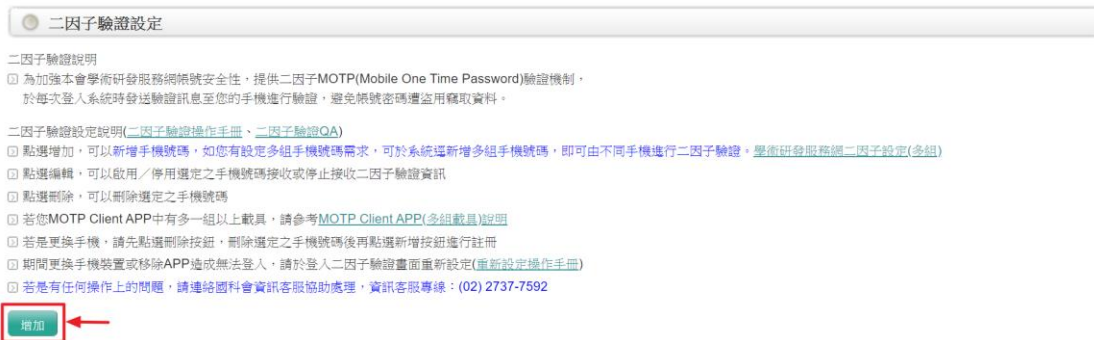 二因子驗證設定
二因子驗證說明
為加強本會學術研發服務網帳號安全性,提供二因子MOTP(Mobile One Time Password)驗證機制,
於每次登入系統時發送驗證訊息至您的手機進行驗證,避免帳號密碼遭盜用竊取資料。
二因子驗證設定說明(二因子驗證操作手冊、二因子驗證QA)
點選增加,可以新增手機號碼,如您有設定多組手機號碼需求,可於系統逕新增多組手機號碼,即可由不同手機進行二因子驗證。學術研發服務網二因子設定(多組)
點選編輯,可以啟用/停用選定之手機號碼接收或停止接收二因子驗證資訊
點選刪除,可以刪除選定之手機號碼
若您MOTP Client APP中有多一組以上載具,請參考MOTP Client APP(多組載具)說明
若是更換手機,請先點選刪除按鈕,刪除選定之手機號碼後再點選新增按鈕進行註冊
期間更換手機裝置或移除APP造成無法登入,請於登入二因子驗證畫面重新設定(重新設定操作手冊)
若是有任何操作上的問題,請連絡國科會資訊客服協助處理,資訊客服專線:(02) 2737-7592
增加